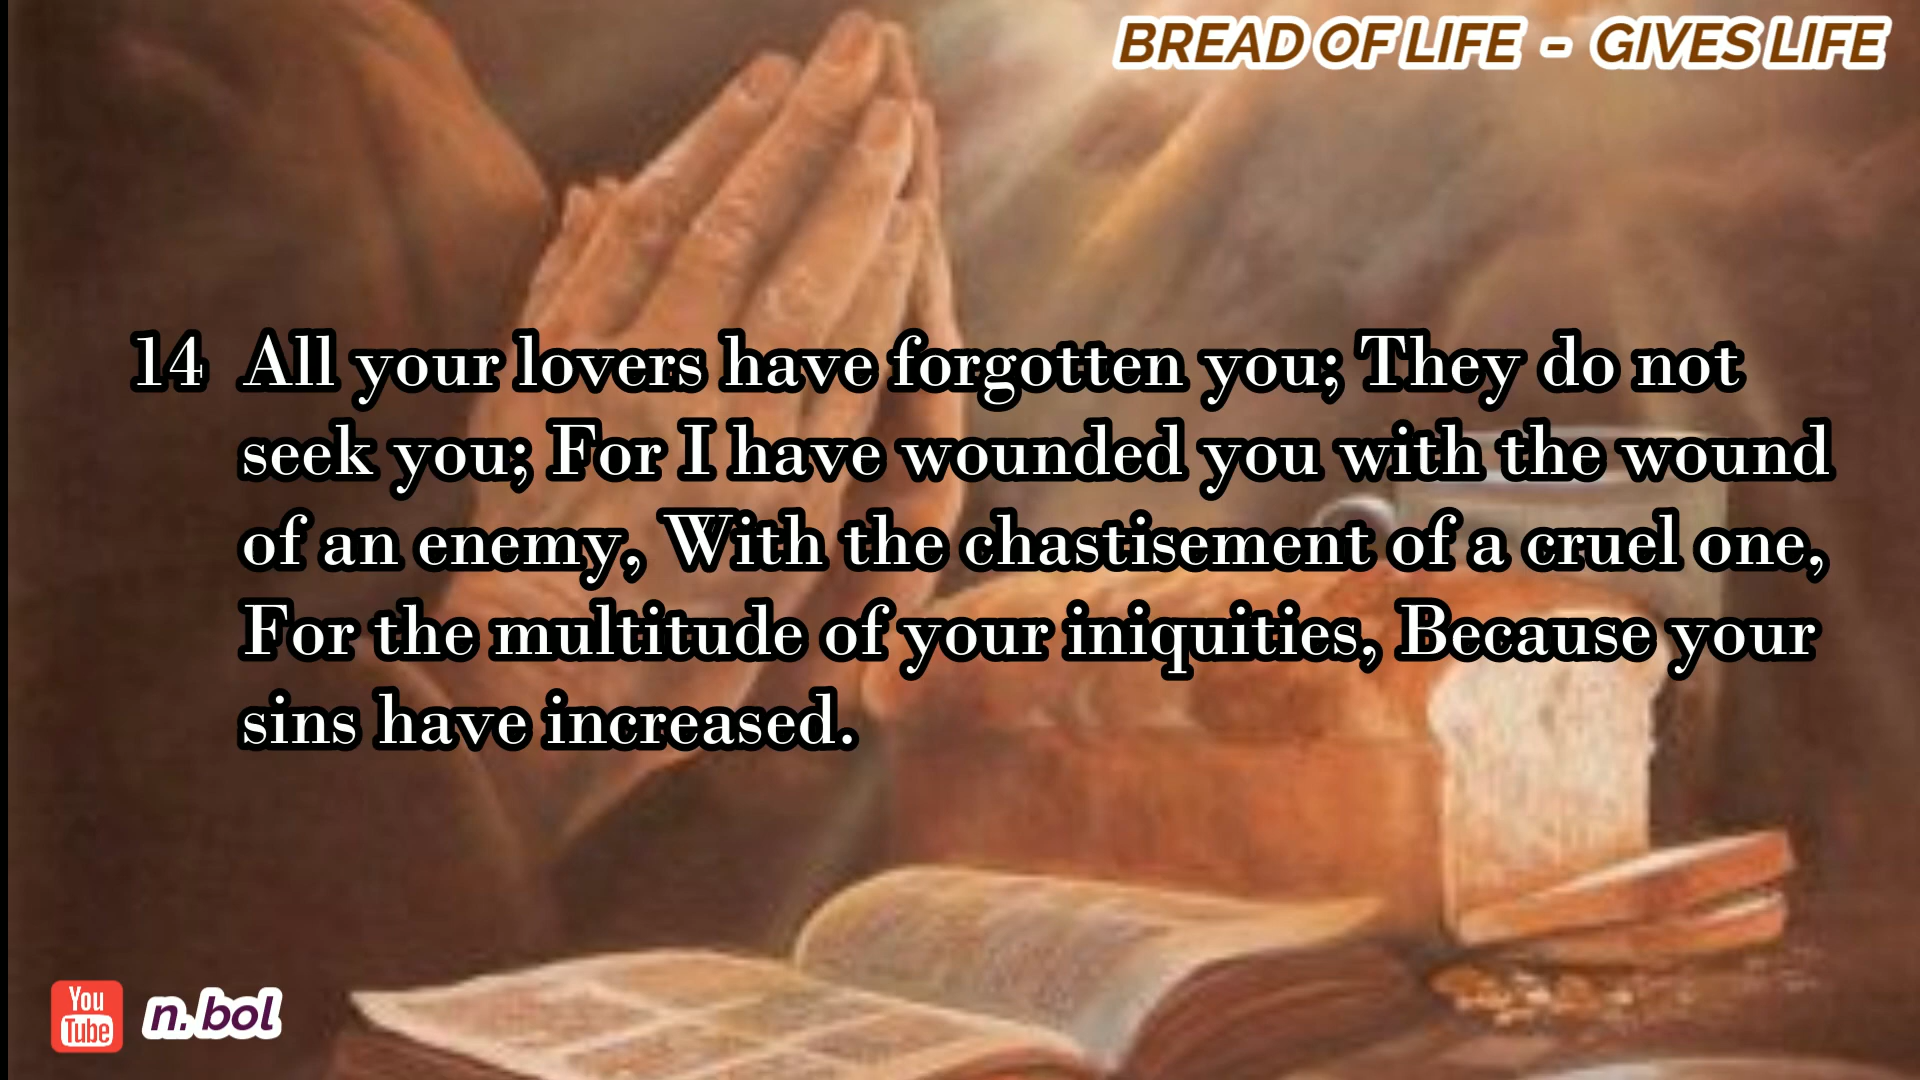 BREAD OF LIFE - GIVES LIFE
14 All your lovers have forgotten you; They do not
seek you; For I have wounded you with the wound
of an enemy, With the chastisement of a cruel one,
For the multitude of your iniquities, Because your
sins have increased.
You
Tube
n. bol